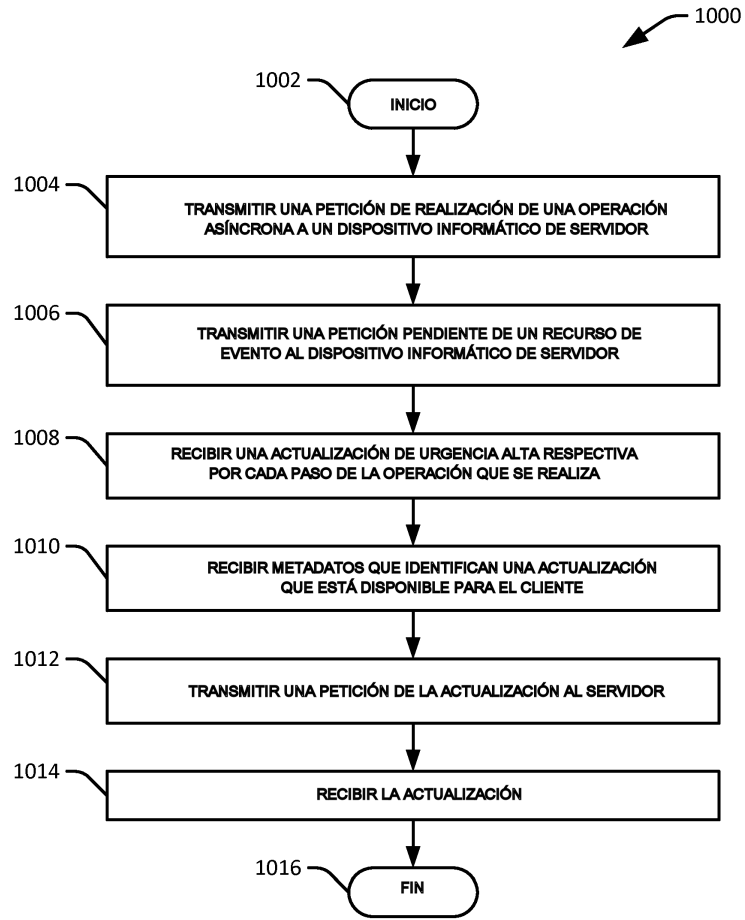 1000
1002
INICIO
1004
TRANSMITIR UNA PETICIÓN DE REALIZACIÓN DE UNA OPERACIÓN
ASÍNCRONA A UN DISPOSITIVO INFORMÁTICO DE SERVIDOR
1006
TRANSMITIR UNA PETICIÓN PENDIENTE DE UN RECURSO DE
EVENTO AL DISPOSITIVO INFORMÁTICO DE SERVIDOR
1008
RECIBIR UNA ACTUALIZACIÓN DE URGENCIA ALTA RESPECTIVA
POR CADA PASO DE LA OPERACIÓN QUE SE REALIZA
1010
RECIBIR METADATOS QUE IDENTIFICAN UNA ACTUALIZACIÓN
QUE ESTÁ DISPONIBLE PARA EL CLIENTE
1012
TRANSMITIR UNA PETICIÓN DE LA ACTUALIZACIÓN AL SERVIDOR
1014
RECIBIR LA ACTUALIZACIÓN
1016
FIN